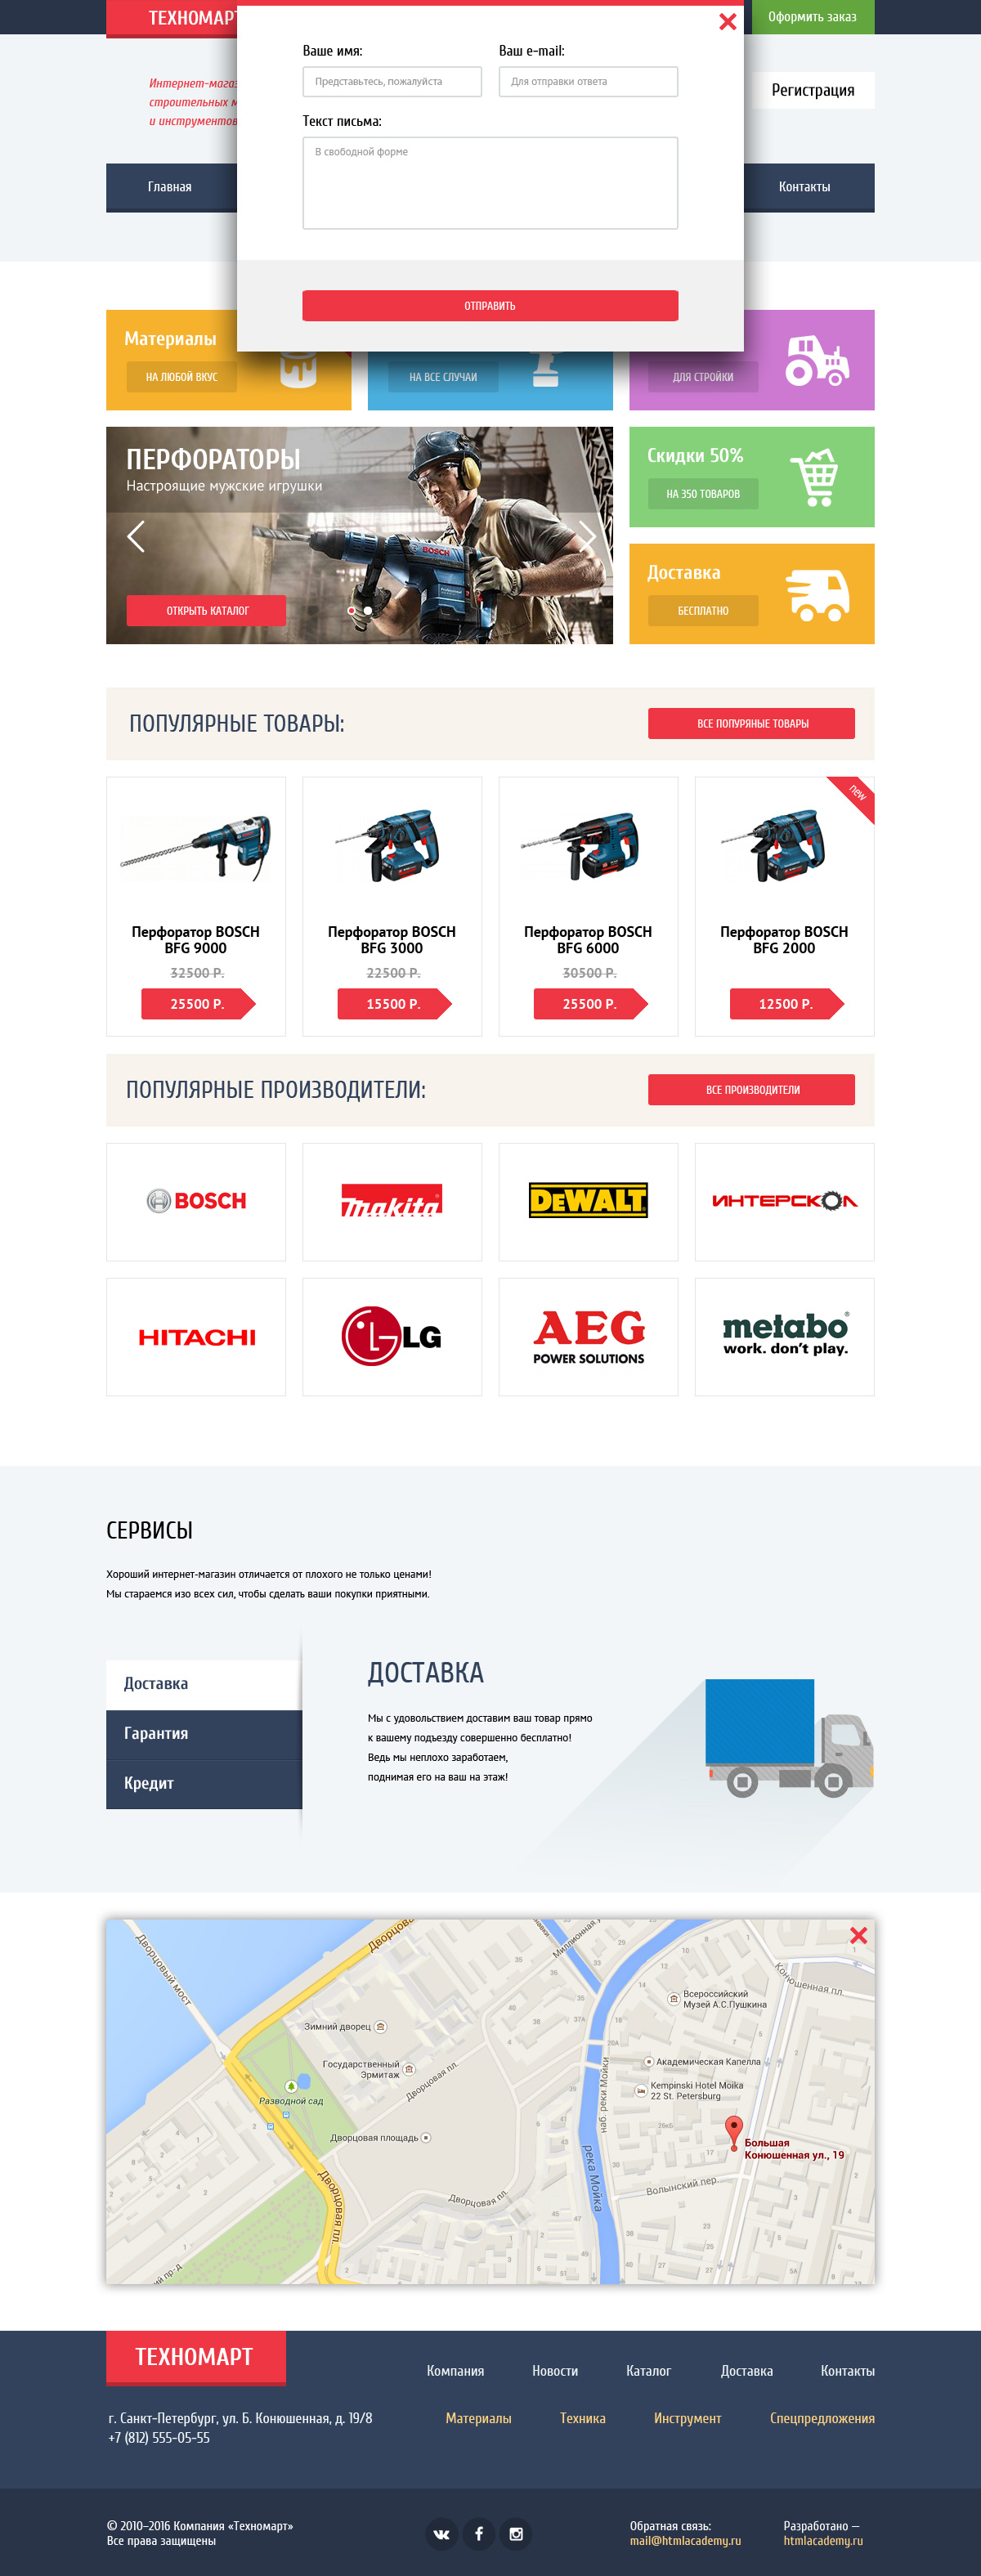 ТЕХНОМАРТ
Оформить заказ
Интернет-магаз
строительных м
и инструментов
Регистрация
Главная
Контакты
Ваше имя:
Ваш e-mail:
Представьтесь, пожалуйста
Для отправки ответа
Текст письма:
В свободной форме
ОТПРАВИТЬ
Материалы
НА ЛЮБОЙ ВКУС
НА ВСЕ СЛУЧАИ
ДЛЯ СТРОЙКИ
ПЕРФОРАТОРЫ
Настроящие мужские игрушки
BOSCH
ОТКРЫТЬ КАТАЛОГ
Скидки 50%
НА 350 ТОВАРОВ
Доставка
БЕСПЛАТНО
ПОПУЛЯРНЫЕ ТОВАРЫ:
ВСЕ ПОПУРЯНЫЕ ТОВАРЫ
new
Перфоратор BOSCH
BFG 9000
32500 Р.
25500 Р.
Перфоратор BOSCH
BFG 3000
22500 Р.
15500 Р.
Перфоратор BOSCH
BFG 6000
30500 Р.
25500 Р.
Перфоратор BOSCH
BFG 2000
12500 Р.
ПОПУЛЯРНЫЕ ПРОИЗВОДИТЕЛИ:
ВСЕ ПРОИЗВОДИТЕЛИ
BOSCH
makita
DEWALT
ИНТЕРСКОЛ
HITACHI
LG
AEG
POWER SOLUTIONS
metabo
work. don't play.
СЕРВИСЫ
Хороший интернет-магазин отличается от плохого не только ценами!
Мы стараемся изо всех сил, чтобы сделать ваши покупки приятными.
Доставка
Гарантия
Кредит
ДОСТАВКА
Мы с удовольствием доставим ваш товар прямо
к вашему подъезду совершенно бесплатно!
Ведь мы неплохо заработаем,
поднимая его на ваш на этаж!
Дворцовый мост
Дворцова
Миллионная у
Конюшенная пл.
Всероссийский
Музей А.С.Пушкина
Зимний дворец
Государственный
Эрмитаж
Дворцовая пл.
Академическая Капелла
Kempinski Hotel Moika
22 St. Petersburg
Разводной сад
наб. реки Мойки
Дворцовая площадь
Большая
Конюшенная ул., 19
река Мойка
Волынский пер.
Дворцовая пл.
Дворцовая пл.
ий пр-д
ТЕХНОМАРТ
Компания
Новости
Каталог
Доставка
Контакты
г. Санкт-Петербург, ул. Б. Конюшенная, д. 19/8
+7 (812) 555-05-55
Материалы
Техника
Инструмент
Спецпредложения
© 2010–2016 Компания «Техномарт»
Все права защищены
Обратная связь:
mail@htmlacademy.ru
Разработано —
htmlacademy.ru